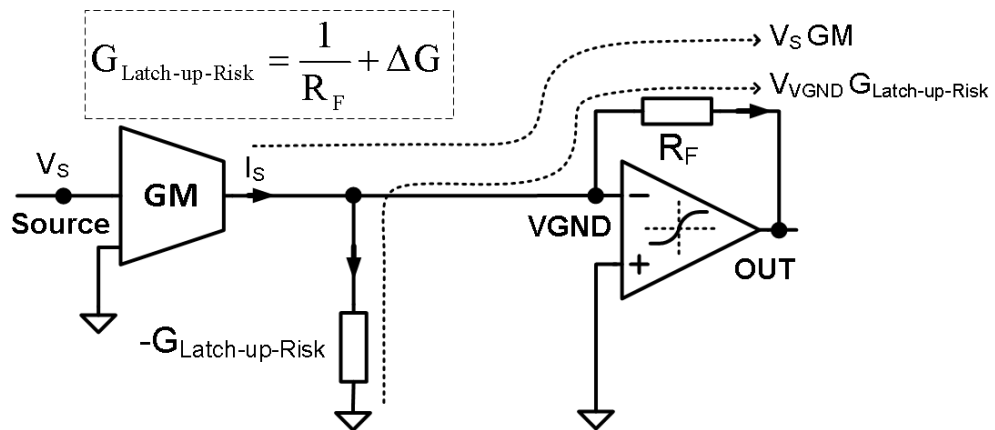 G_Latch-up-Risk = 1/R_F + ΔG
V_S GM
V_VGND G_Latch-up-Risk
R_F
V_S
I_S
GM
Source
VGND
−
+
OUT
-G_Latch-up-Risk